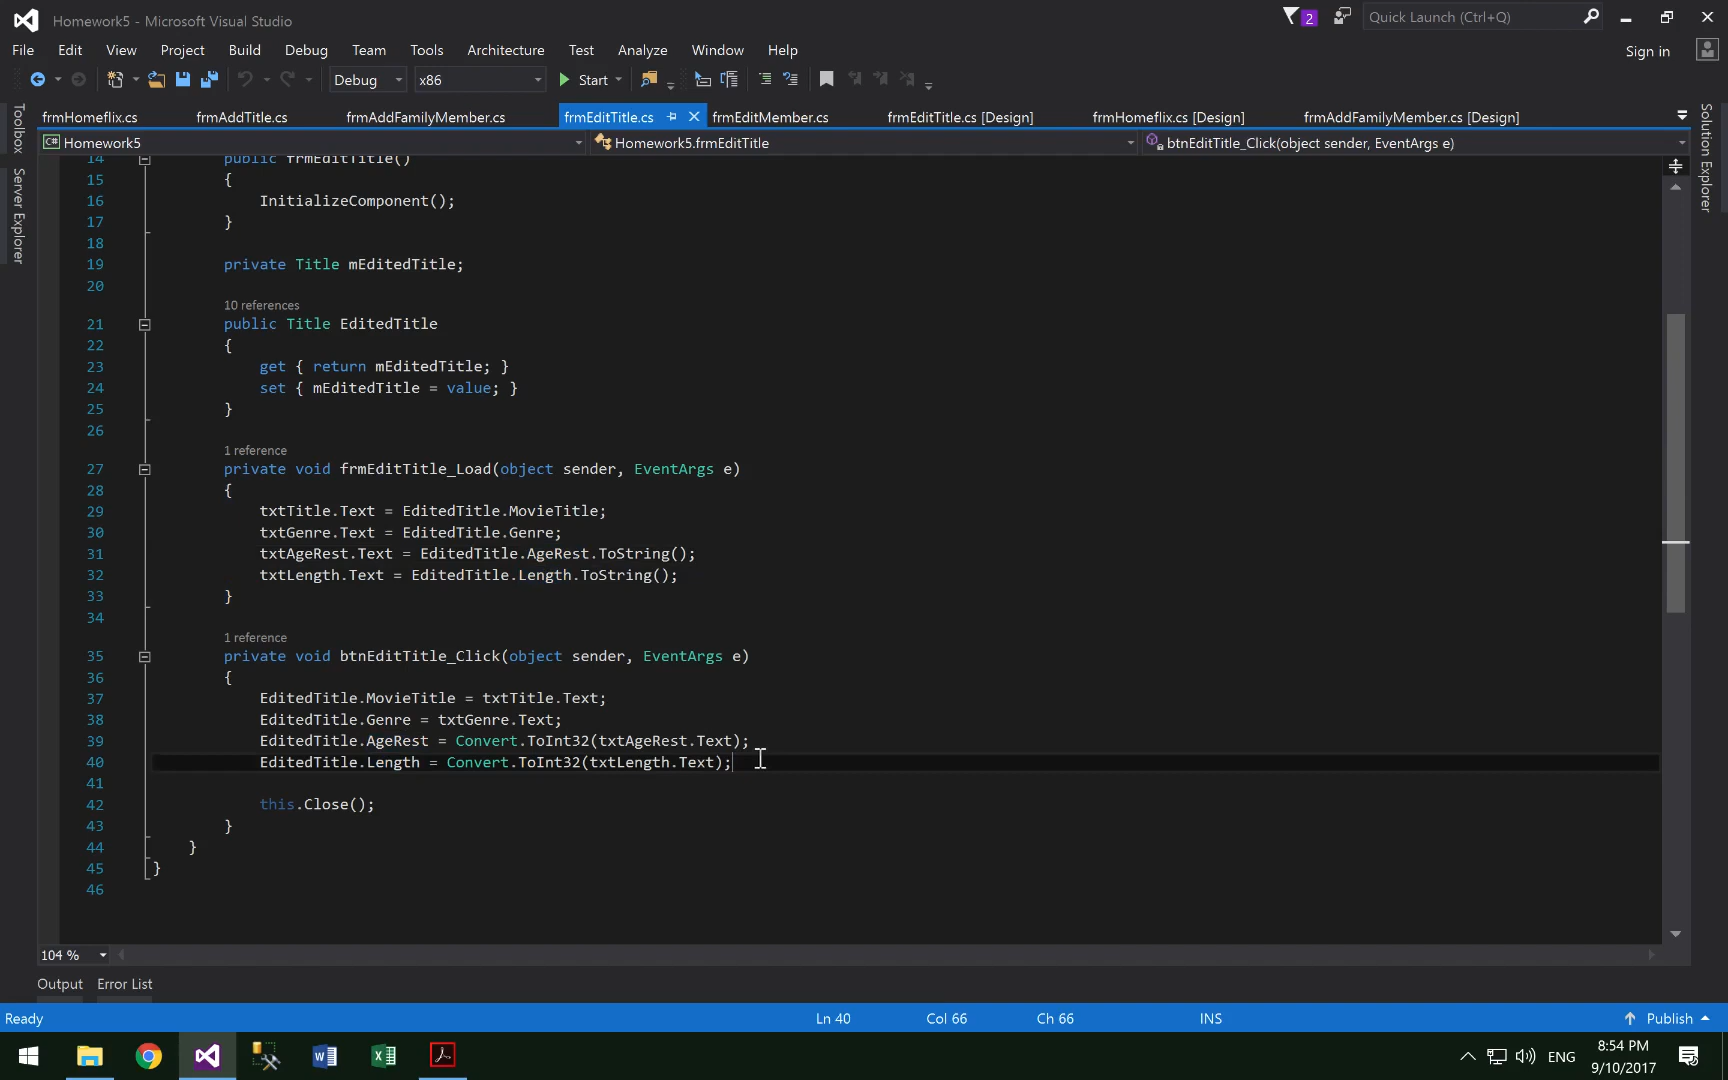 Homework5 - Microsoft Visual Studio
2
Quick Launch (Ctrl+Q)
File Edit View Project Build Debug Team Tools Architecture Test Analyze Window Help
Sign in
Debug x86 Start
Toolbox
Server Explorer
Solution Explorer
frmHomeflix.cs frmAddTitle.cs frmAddFamilyMember.cs frmEditTitle.cs frmEditMember.cs frmEditTitle.cs [Design] frmHomeflix.cs [Design] frmAddFamilyMember.cs [Design]
C# Homework5 Homework5.frmEditTitle btnEditTitle_Click(object sender, EventArgs e)
14 public frmEditTitle()
15 {
16 InitializeComponent();
17 }
18
19 private Title mEditedTitle;
20
10 references
21 public Title EditedTitle
22 {
23 get { return mEditedTitle; }
24 set { mEditedTitle = value; }
25 }
26
1 reference
27 private void frmEditTitle_Load(object sender, EventArgs e)
28 {
29 txtTitle.Text = EditedTitle.MovieTitle;
30 txtGenre.Text = EditedTitle.Genre;
31 txtAgeRest.Text = EditedTitle.AgeRest.ToString();
32 txtLength.Text = EditedTitle.Length.ToString();
33 }
34
1 reference
35 private void btnEditTitle_Click(object sender, EventArgs e)
36 {
37 EditedTitle.MovieTitle = txtTitle.Text;
38 EditedTitle.Genre = txtGenre.Text;
39 EditedTitle.AgeRest = Convert.ToInt32(txtAgeRest.Text);
40 EditedTitle.Length = Convert.ToInt32(txtLength.Text);
41
42 this.Close();
43 }
44 }
45 }
46
104 %
Output Error List
Ready Ln 40 Col 66 Ch 66 INS Publish
ENG
8:54 PM
9/10/2017